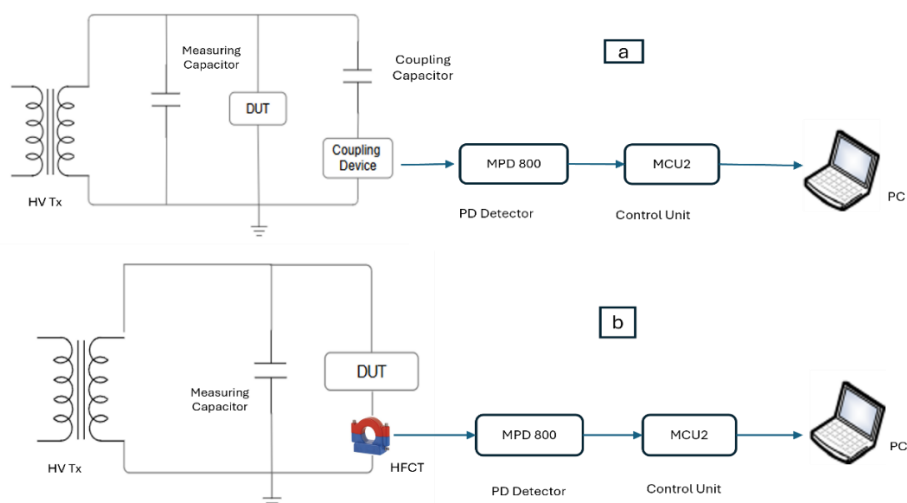 Measuring
Capacitor
Coupling
Capacitor
a
DUT
Coupling
Device
MPD 800
MCU2
PC
HV Tx
PD Detector
Control Unit
b
DUT
Measuring
Capacitor
MPD 800
MCU2
PC
HV Tx
HFCT
PD Detector
Control Unit